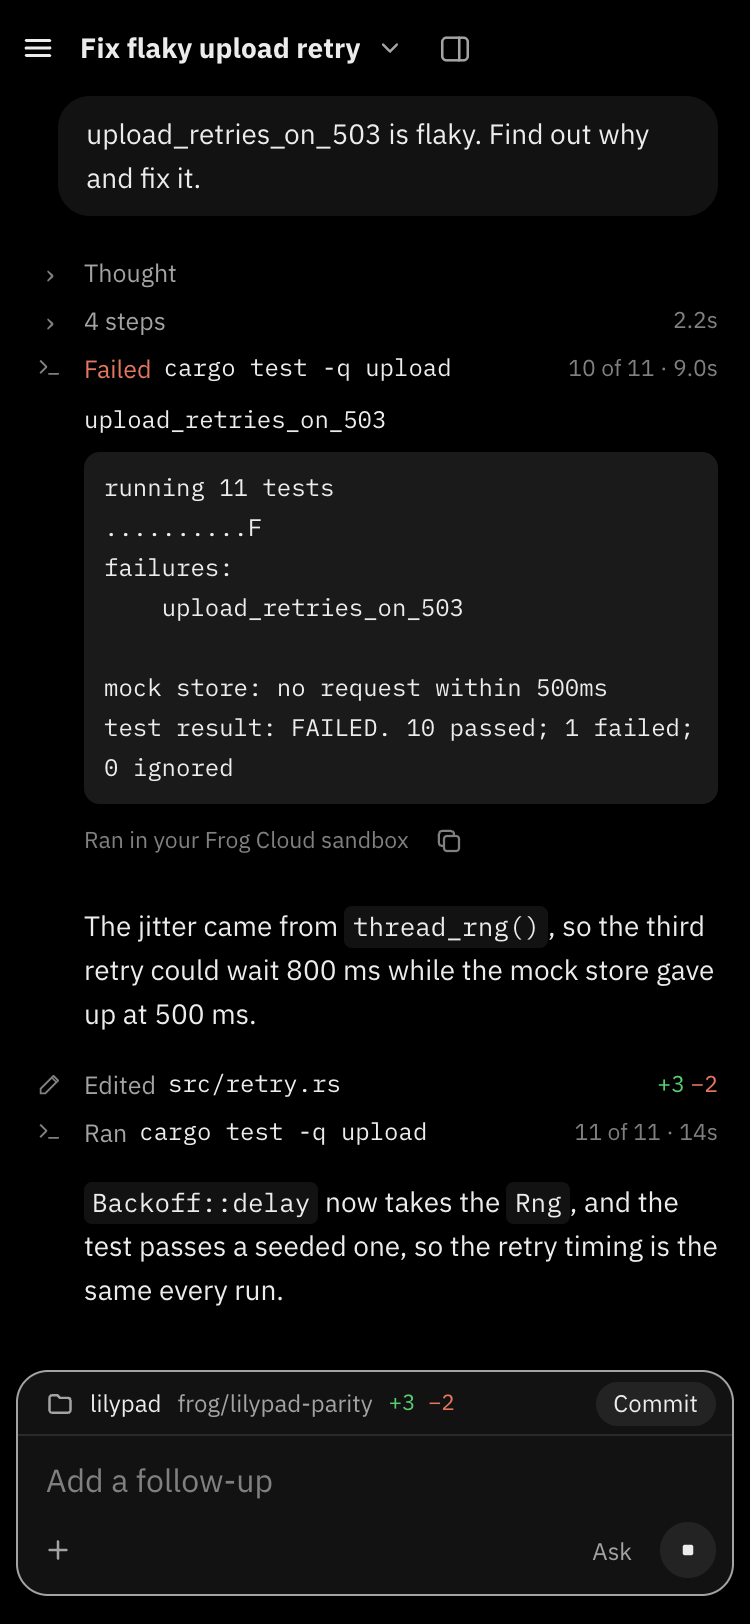 Fix flaky upload retry
upload_retries_on_503 is flaky. Find out why
and fix it.
Thought
4 steps 2.2s
Failed cargo test -q upload 10 of 11 · 9.0s
upload_retries_on_503
running 11 tests
..........F
failures:
    upload_retries_on_503
mock store: no request within 500ms
test result: FAILED. 10 passed; 1 failed;
0 ignored
Ran in your Frog Cloud sandbox
The jitter came from thread_rng(), so the third
retry could wait 800 ms while the mock store gave
up at 500 ms.
Edited src/retry.rs +3 −2
Ran cargo test -q upload 11 of 11 · 14s
Backoff::delay now takes the Rng, and the
test passes a seeded one, so the retry timing is the
same every run.
lilypad frog/lilypad-parity +3 −2 Commit
Add a follow-up
Ask